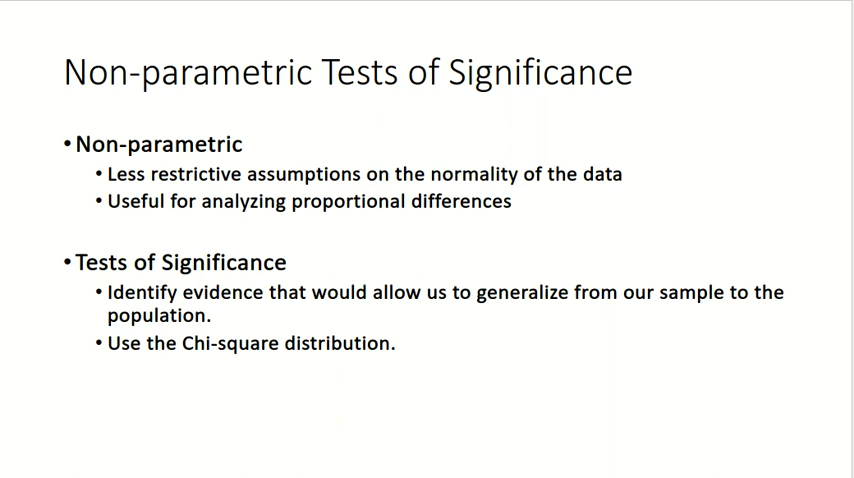 Non-parametric Tests of Significance
• Non-parametric
• Less restrictive assumptions on the normality of the data
• Useful for analyzing proportional differences
• Tests of Significance
• Identify evidence that would allow us to generalize from our sample to the
population.
• Use the Chi-square distribution.